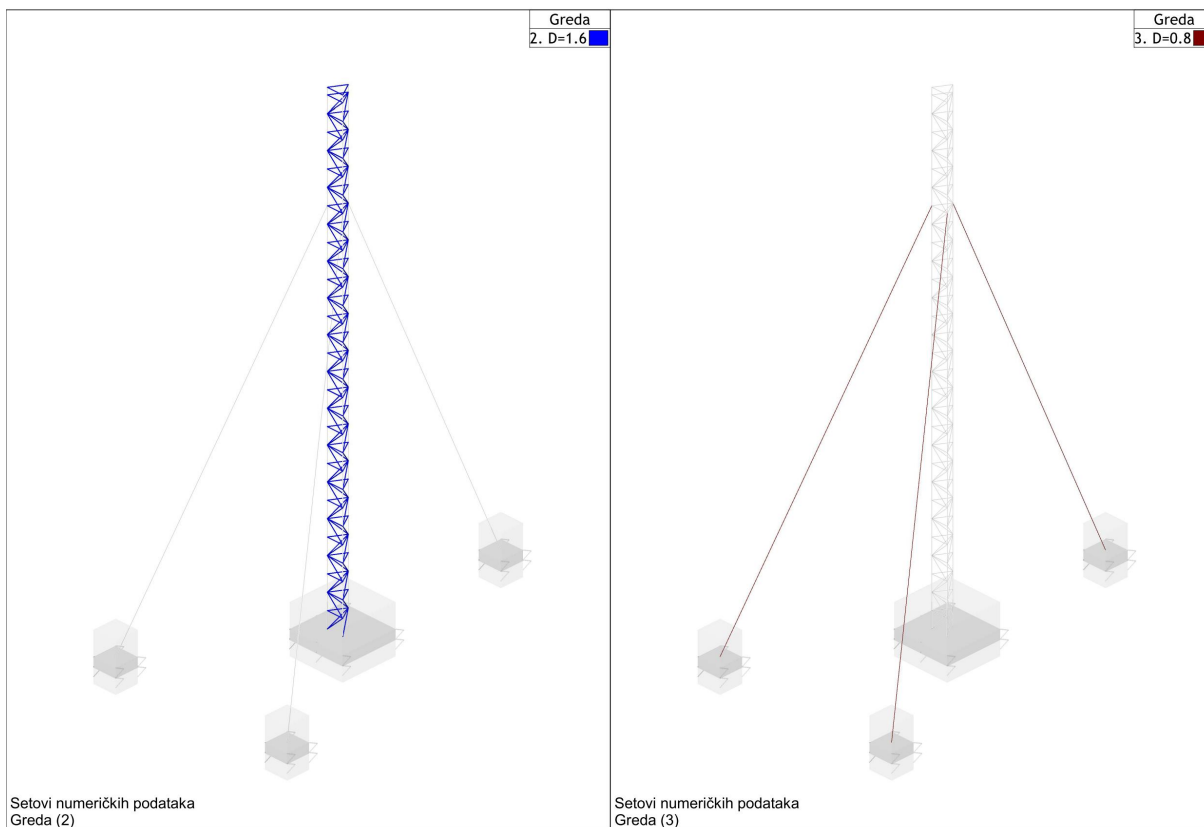 Greda
2. D=1.6
Setovi numeričkih podataka
Greda (2)
Greda
3. D=0.8
Setovi numeričkih podataka
Greda (3)